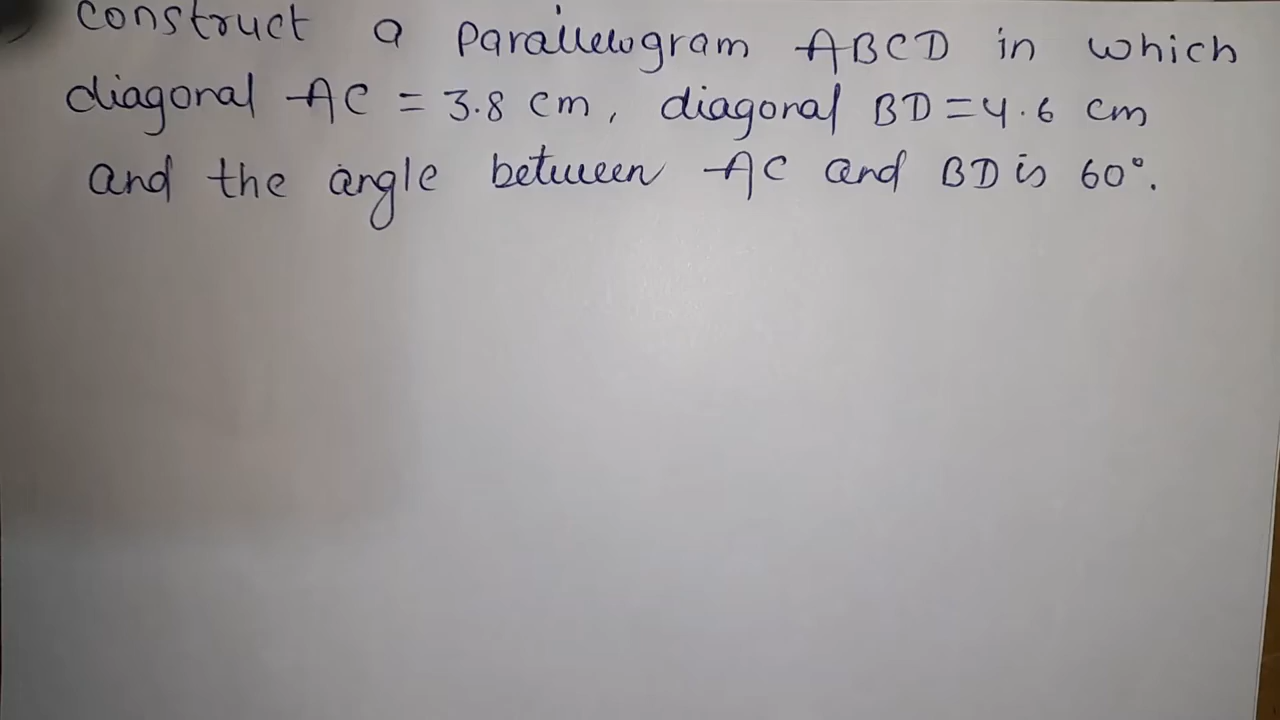 construct a parallelogram ABCD in which
diagonal AC = 3.8 cm, diagonal BD = 4.6 cm
and the angle between AC and BD is 60°.